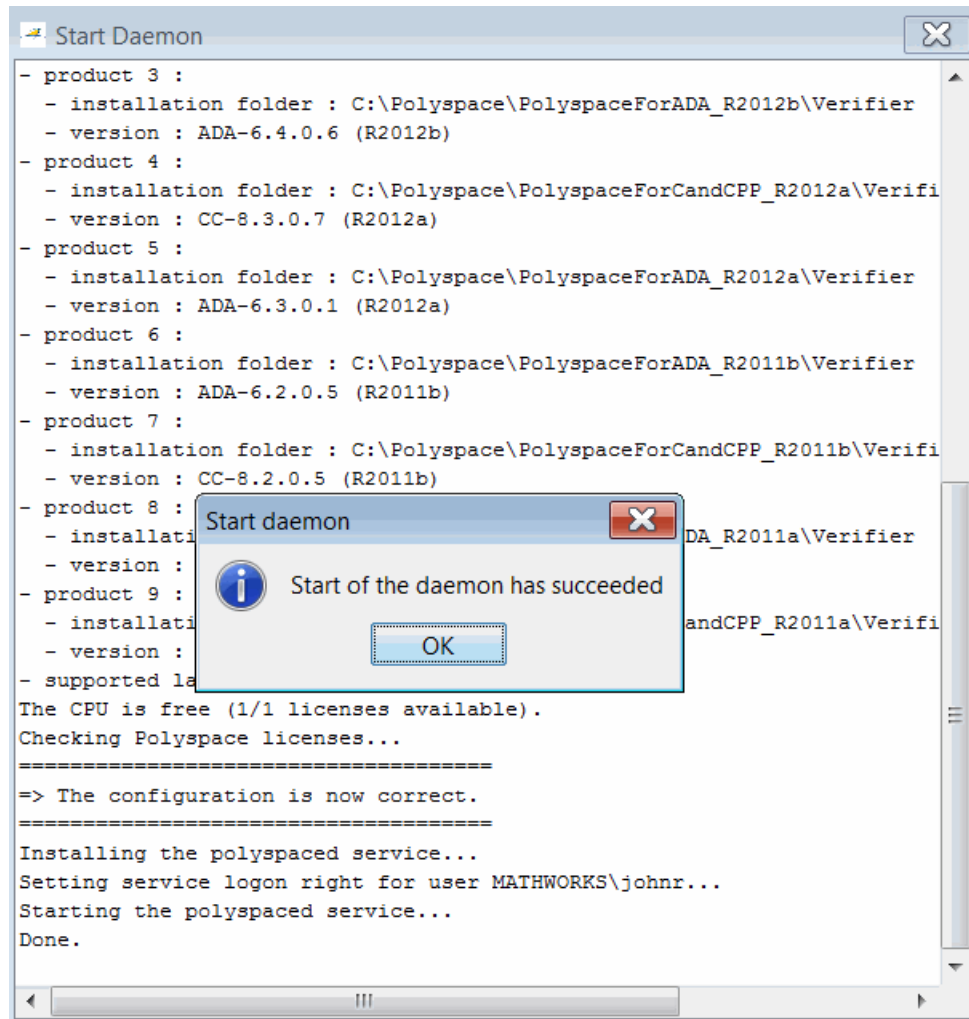 Start Daemon
- product 3 :
- installation folder : C:\Polyspace\PolyspaceForADA_R2012b\Verifier
- version : ADA-6.4.0.6 (R2012b)
- product 4 :
- installation folder : C:\Polyspace\PolyspaceForCandCPP_R2012a\Verifi
- version : CC-8.3.0.7 (R2012a)
- product 5 :
- installation folder : C:\Polyspace\PolyspaceForADA_R2012a\Verifier
- version : ADA-6.3.0.1 (R2012a)
- product 6 :
- installation folder : C:\Polyspace\PolyspaceForADA_R2011b\Verifier
- version : ADA-6.2.0.5 (R2011b)
- product 7 :
- installation folder : C:\Polyspace\PolyspaceForCandCPP_R2011b\Verifi
- version : CC-8.2.0.5 (R2011b)
- product 8 :
- installati DA_R2011a\Verifier
- version :
- product 9 :
- installati andCPP_R2011a\Verifi
- version :
- supported la
Start daemon
Start of the daemon has succeeded
OK
The CPU is free (1/1 licenses available).
Checking Polyspace licenses...
=====================================
=> The configuration is now correct.
=====================================
Installing the polyspaced service...
Setting service logon right for user MATHWORKS\johnr...
Starting the polyspaced service...
Done.